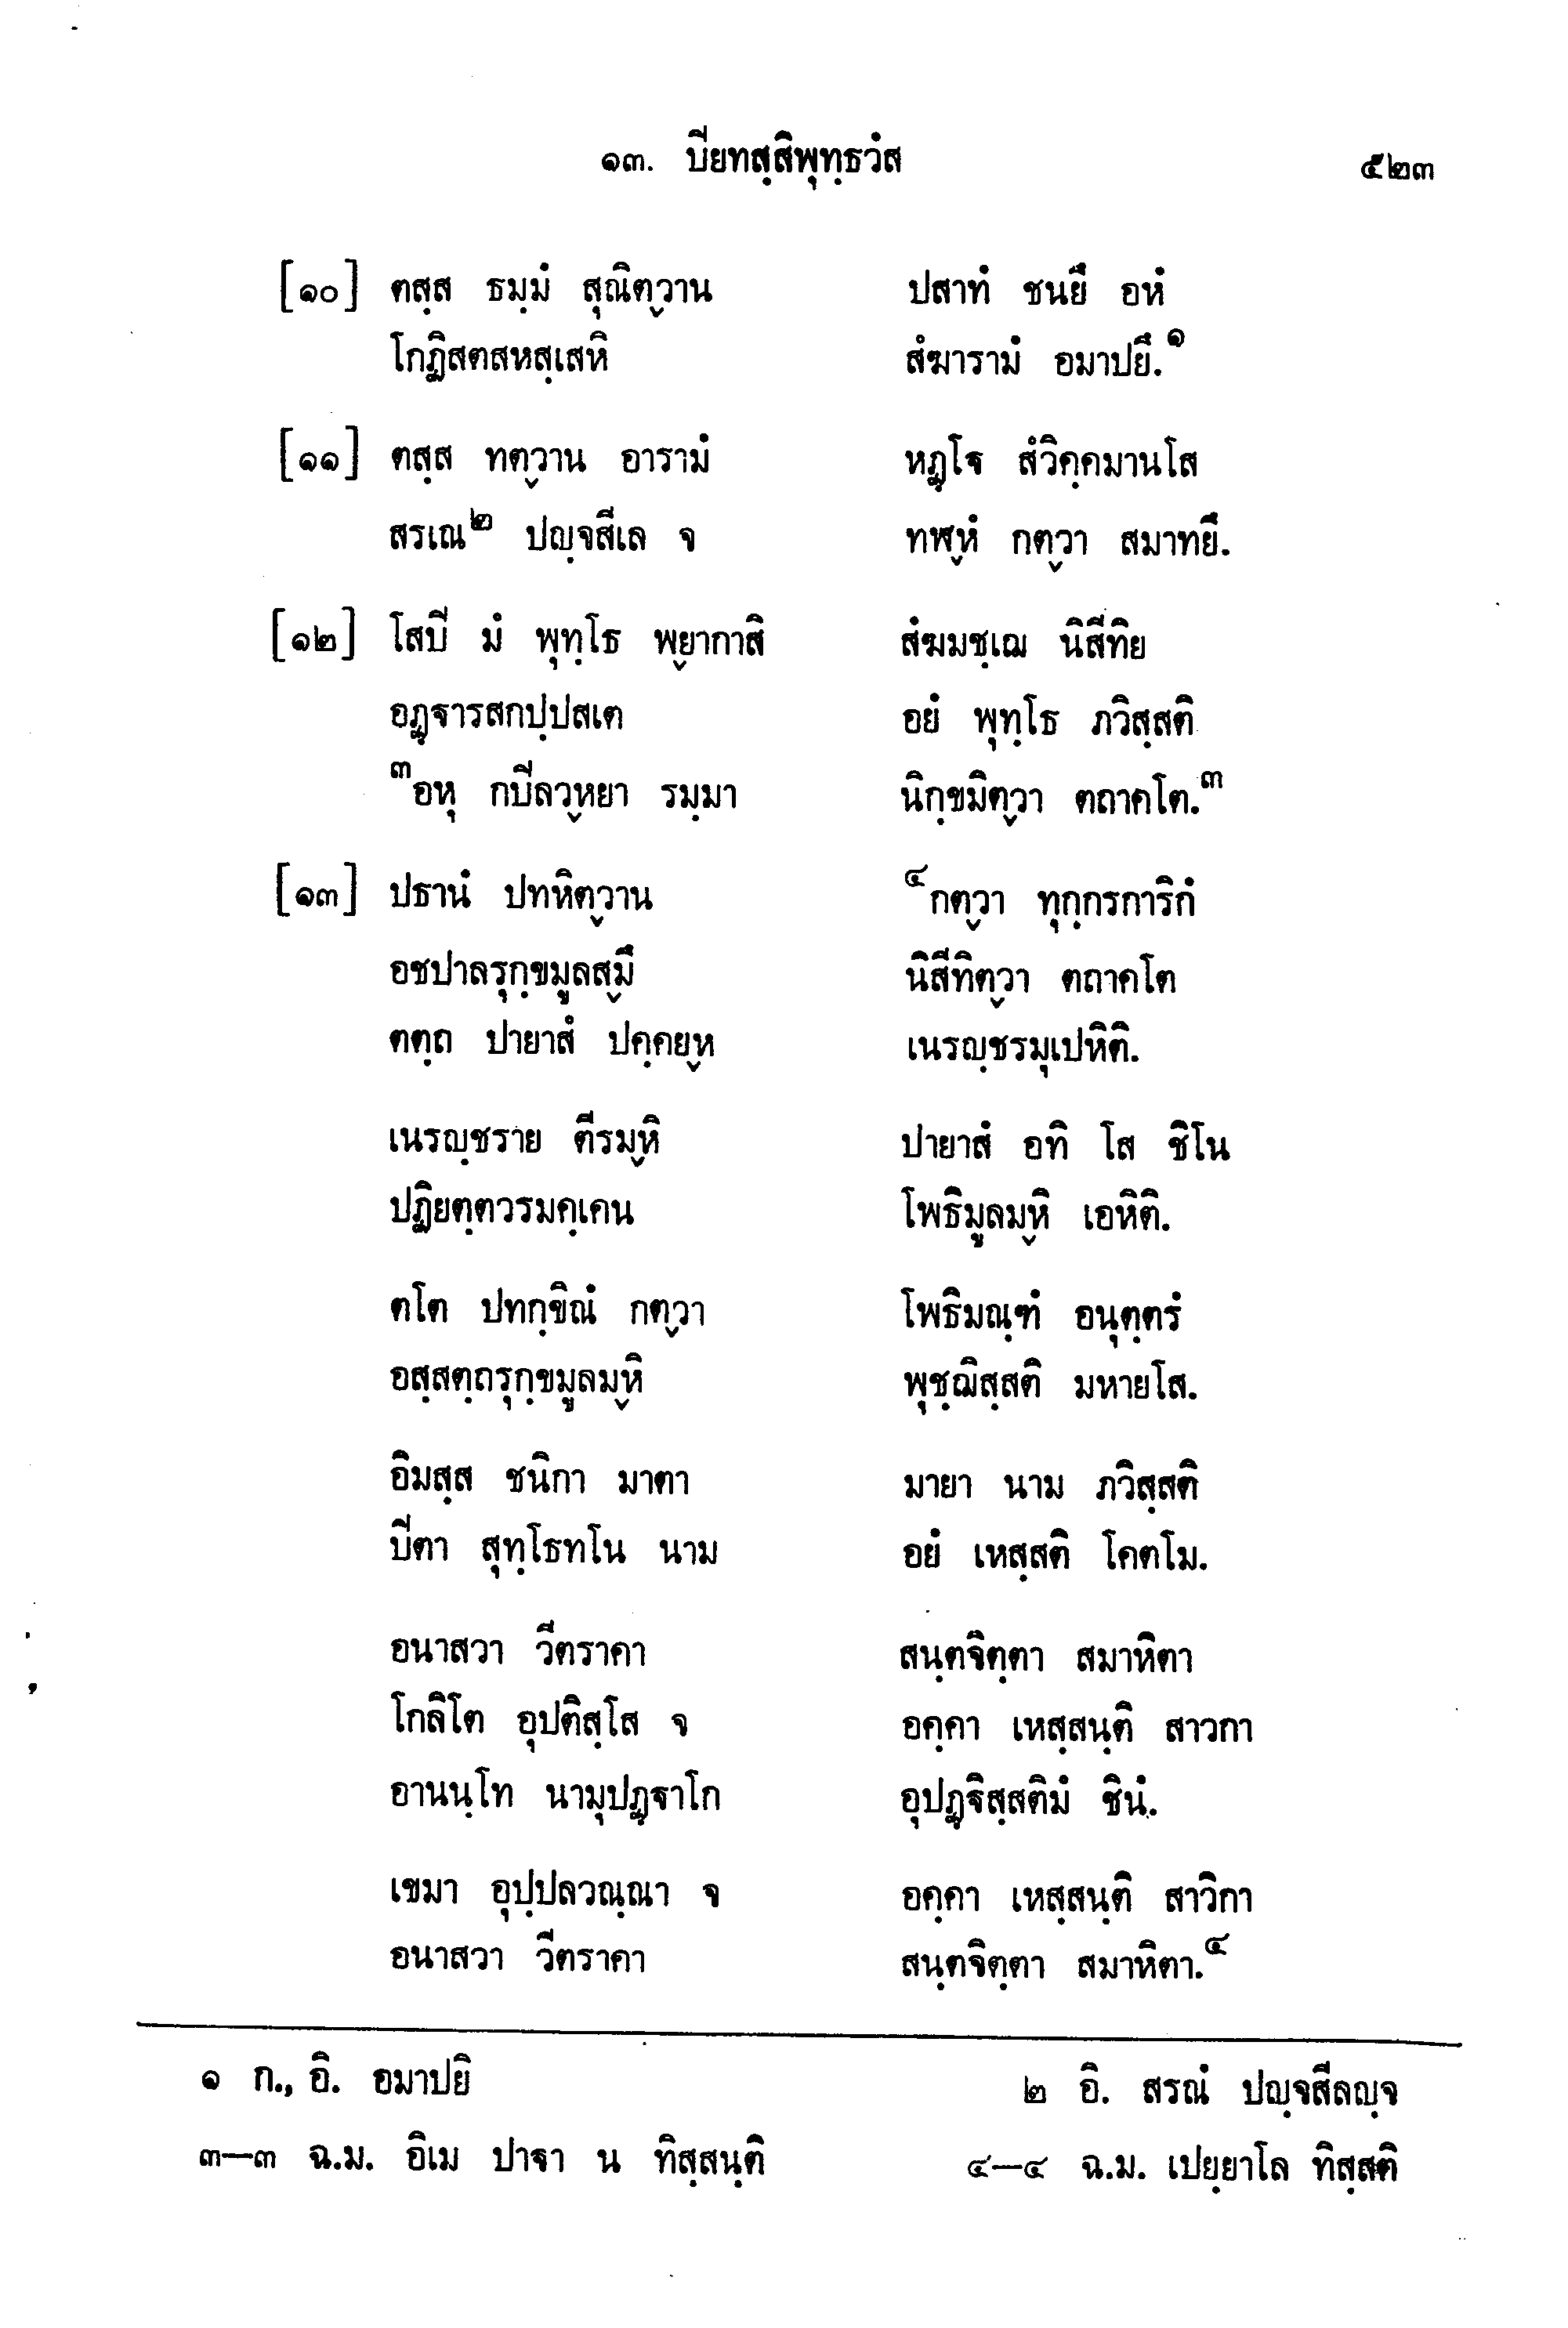 ๑๓. ปิยทสฺสิพุทฺธวํส ๕๒๓
[๑๐] ตสฺส ธมฺมํ สุณิตฺวาน ปสาทํ ชนยึ อหํ
โกฏิสตสหสฺเสหิ สํฆารามํ อมาปยึ.๑
[๑๑] ตสฺส ทตฺวาน อารามํ หฏฺโฐ สํวิคฺคมานโส
สรเณ๒ ปญฺจสีเล จ ทฬฺหํ กตฺวา สมาทยึ.
[๑๒] โสปิ มํ พุทฺโธ พฺยากาสิ สํฆมชฺเฌ นิสีทิย
อฏฺฐารสกปฺปสเต อยํ พุทฺโธ ภวิสฺสติ
๓อหุ กปิลวฺหยา รมฺมา นิกฺขมิตฺวา ตถาคโต.๓
[๑๓] ปธานํ ปทหิตฺวาน ๔กตฺวา ทุกฺกรการิกํ
อชปาลรุกฺขมูลสฺมึ นิสีทิตฺวา ตถาคโต
ตตฺถ ปายาสํ ปคฺคยฺห เนรญฺชรมุเปหิติ.
เนรญฺชราย ตีรมฺหิ ปายาสํ อทิ โส ชิโน
ปฏิยตฺตวรมคฺเคน โพธิมูลมฺหิ เอหิติ.
ตโต ปทกฺขิณํ กตฺวา โพธิมณฺฑํ อนุตฺตรํ
อสฺสตฺถรุกฺขมูลมฺหิ พุชฺฌิสฺสติ มหายโส.
อิมสฺส ชนิกา มาตา มายา นาม ภวิสฺสติ
ปิตา สุทฺโธทโน นาม อยํ เหสฺสติ โคตโม.
อนาสวา วีตราคา สนฺตจิตฺตา สมาหิตา
โกลิโต อุปติสฺโส จ อคฺคา เหสฺสนฺติ สาวกา
อานนฺโท นามุปฏฺฐาโก อุปฏฺฐิสฺสติมํ ชินํ.
เขมา อุปฺปลวณฺณา จ อคฺคา เหสฺสนฺติ สาวิกา
อนาสวา วีตราคา สนฺตจิตฺตา สมาหิตา.๔
๑ ก., อิ. อมาปยิ ๒ อิ. สรณํ ปญฺจสีลญฺจ
๓—๓ ฉ.ม. อิเม ปาฐา น ทิสฺสนฺติ ๔—๔ ฉ.ม. เปยฺยาโล ทิสฺสติ